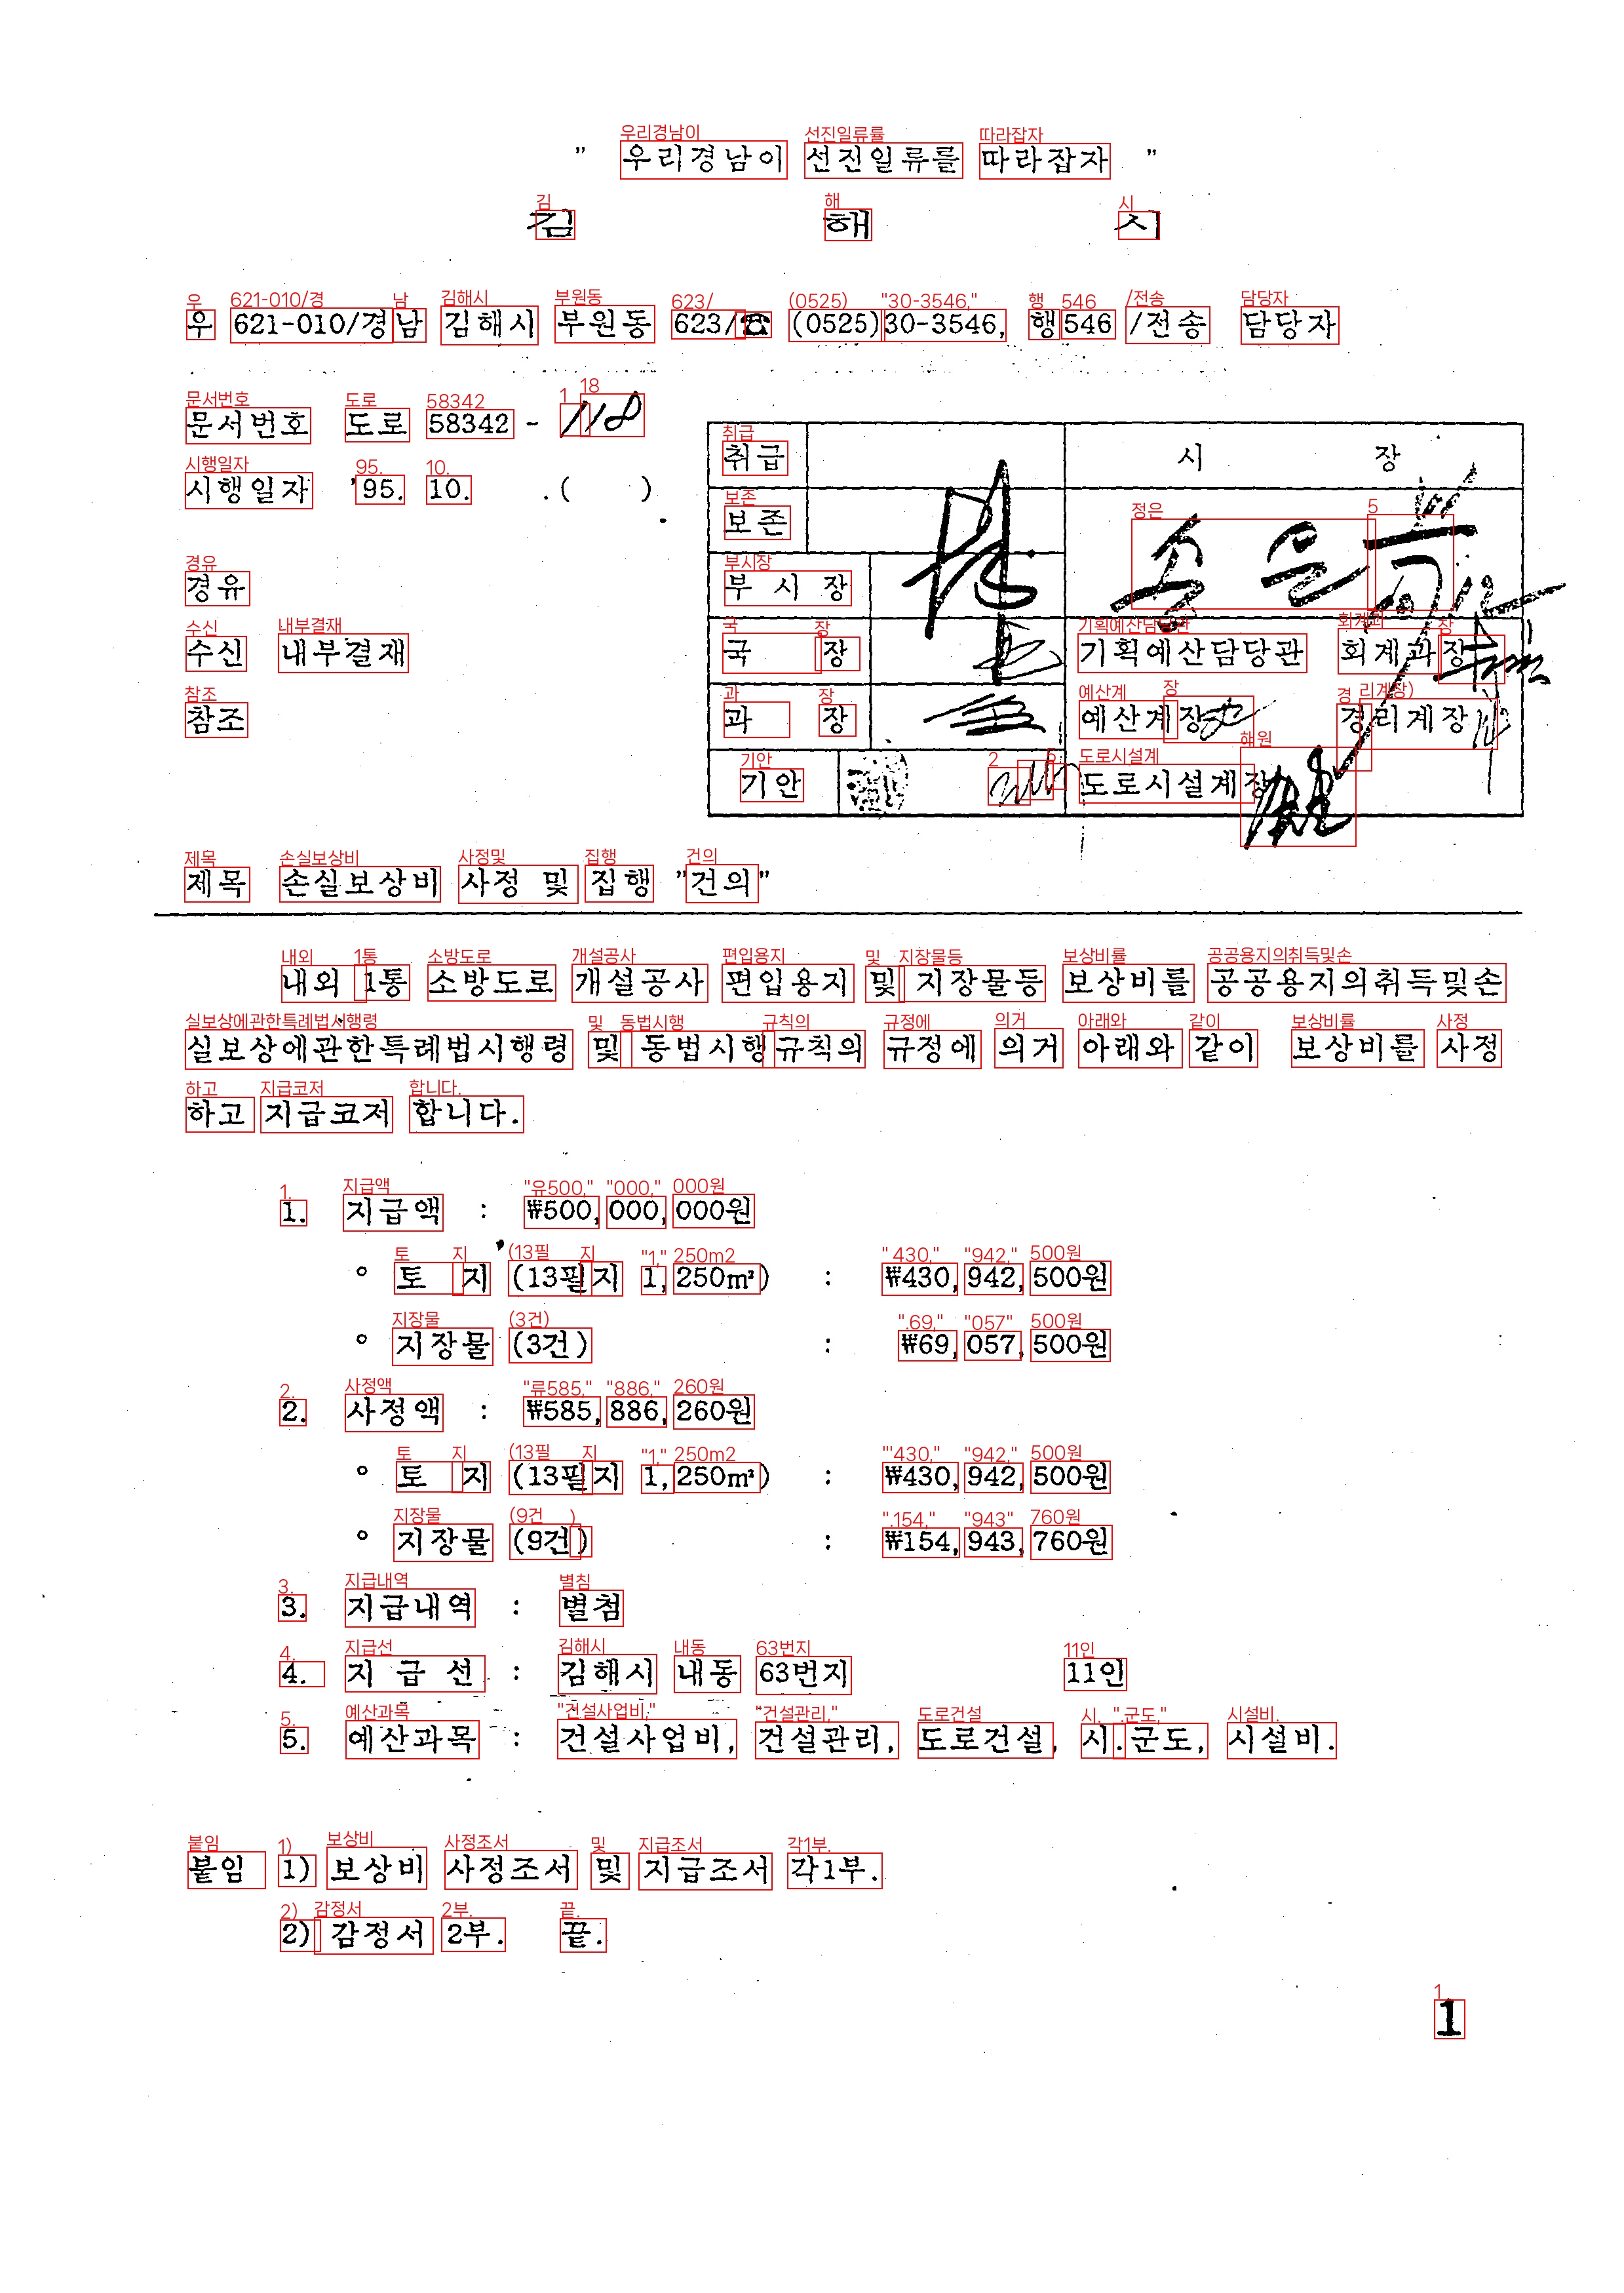 " 우리경남이 선진일류를 따라잡자 "
김 해 시
우 621-010/경남 김해시 부원동 623/☎ (0525)30-3546, 행546 /전송 담당자
문서번호 도로 58342 - 118
시행일자 '95. 10. . ( )
경유
수신 내부결재
참조
취급 시 장
보존
부 시 장
국 장 기획예산담당관 회계과장
과 장 예산계장 경리계장
기안 도로시설계장
제목 손실보상비 사정 및 집행 "건의"
내외 1통 소방도로 개설공사 편입용지 및 지장물등 보상비를 공공용지의취득및손
실보상에관한특례법시행령 및 동법시행규칙의 규정에 의거 아래와 같이 보상비를 사정
하고 지급코저 합니다.
1. 지급액 : ₩500,000,000원
° 토 지 (13필지 1,250m²) : ₩430,942,500원
° 지장물 (3건) : ₩69,057,500원
2. 사정액 : ₩585,886,260원
° 토 지 (13필지 1,250m²) : ₩430,942,500원
° 지장물 (9건) : ₩154,943,760원
3. 지급내역 : 별첨
4. 지 급 선 : 김해시 내동 63번지 11인
5. 예산과목 : 건설사업비, 건설관리, 도로건설, 시.군도, 시설비.
붙임 1) 보상비 사정조서 및 지급조서 각1부.
2) 감정서 2부. 끝.
1